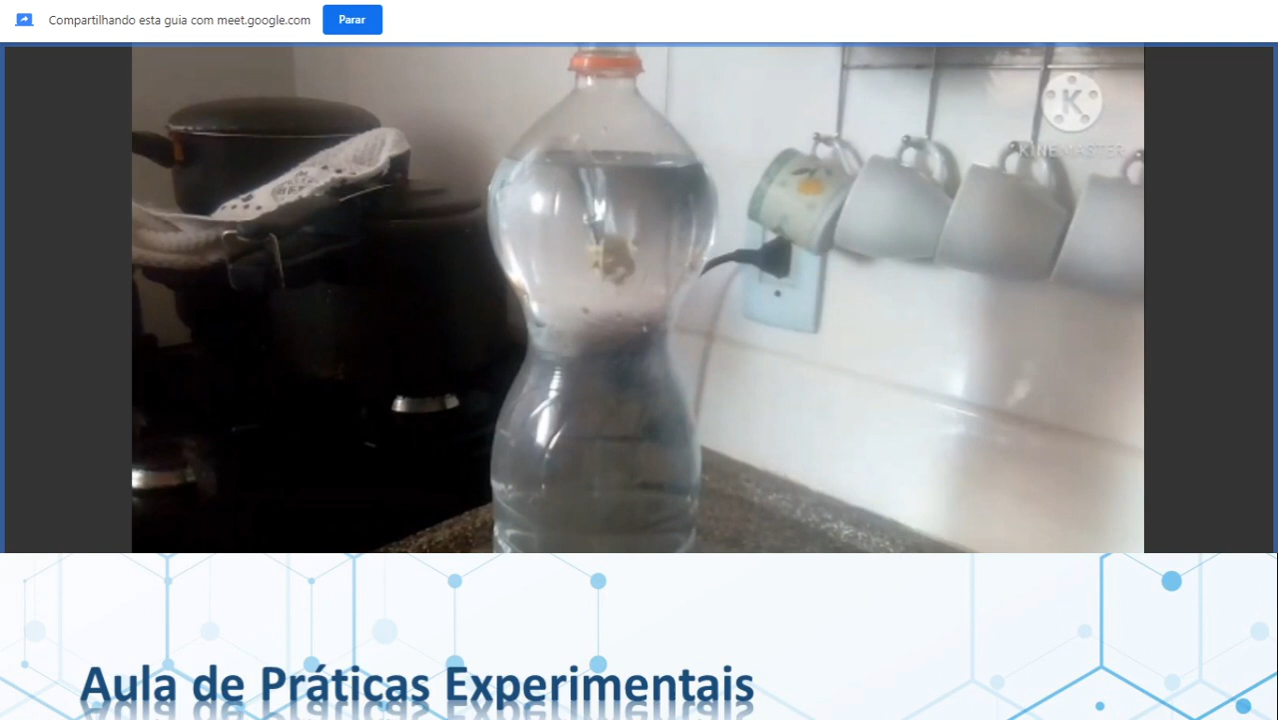 Compartilhando esta guia com meet.google.com
Parar
K
KINEMASTER
Aula de Práticas Experimentais